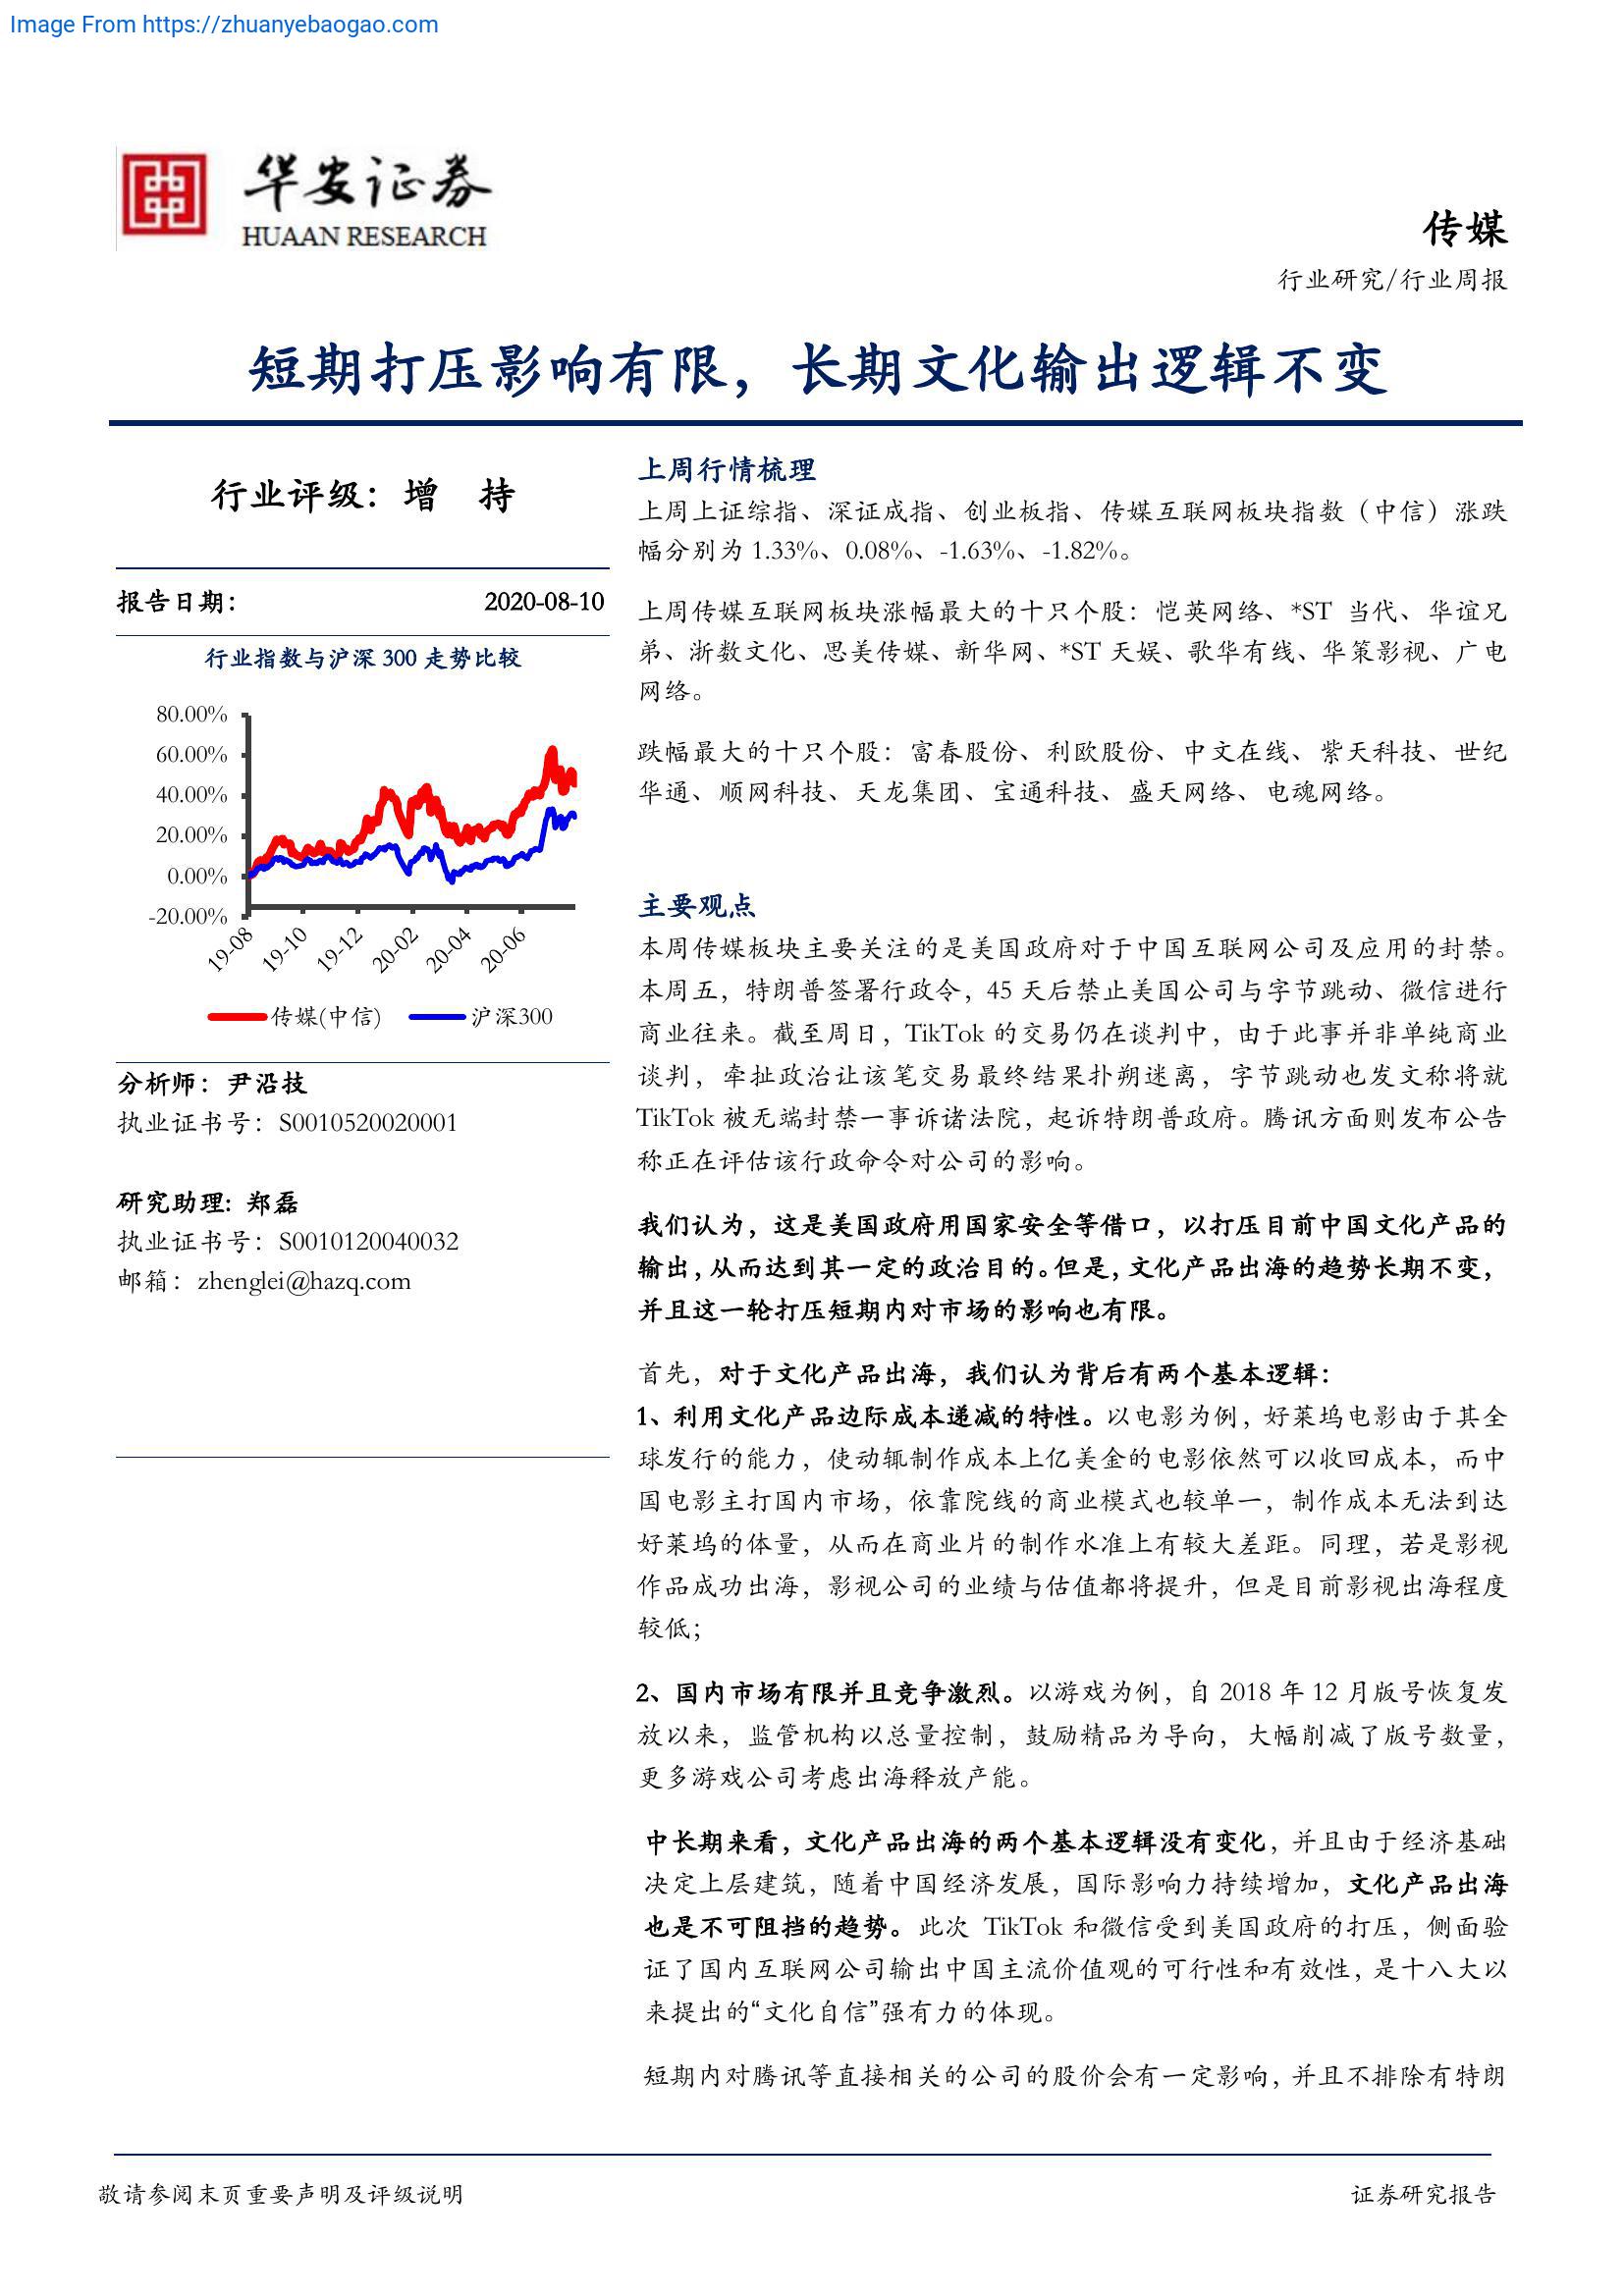 Image From https://zhuanyebaogao.com
华安证券
HUAAN RESEARCH
传媒
行业研究/行业周报
短期打压影响有限，长期文化输出逻辑不变
行业评级：增 持
报告日期：
2020-08-10
行业指数与沪深 300 走势比较
80.00%
60.00%
40.00%
20.00%
0.00%
-20.00%
19-08
19-10
19-12
20-02
20-04
20-06
传媒(中信)
沪深300
分析师：尹沿技
执业证书号：S0010520020001
研究助理：郑磊
执业证书号：S0010120040032
邮箱：zhenglei@hazq.com
上周行情梳理
上周上证综指、深证成指、创业板指、传媒互联网板块指数（中信）涨跌
幅分别为 1.33%、0.08%、-1.63%、-1.82%。
上周传媒互联网板块涨幅最大的十只个股：恺英网络、*ST 当代、华谊兄
弟、浙数文化、思美传媒、新华网、*ST 天娱、歌华有线、华策影视、广电
网络。
跌幅最大的十只个股：富春股份、利欧股份、中文在线、紫天科技、世纪
华通、顺网科技、天龙集团、宝通科技、盛天网络、电魂网络。
主要观点
本周传媒板块主要关注的是美国政府对于中国互联网公司及应用的封禁。
本周五，特朗普签署行政令，45 天后禁止美国公司与字节跳动、微信进行
商业往来。截至周日，TikTok 的交易仍在谈判中，由于此事并非单纯商业
谈判，牵扯政治让该笔交易最终结果扑朔迷离，字节跳动也发文称将就
TikTok 被无端封禁一事诉诸法院，起诉特朗普政府。腾讯方面则发布公告
称正在评估该行政命令对公司的影响。
我们认为，这是美国政府用国家安全等借口，以打压目前中国文化产品的
输出，从而达到其一定的政治目的。但是，文化产品出海的趋势长期不变，
并且这一轮打压短期内对市场的影响也有限。
首先，对于文化产品出海，我们认为背后有两个基本逻辑：
1、利用文化产品边际成本递减的特性。以电影为例，好莱坞电影由于其全
球发行的能力，使动辄制作成本上亿美金的电影依然可以收回成本，而中
国电影主打国内市场，依靠院线的商业模式也较单一，制作成本无法到达
好莱坞的体量，从而在商业片的制作水准上有较大差距。同理，若是影视
作品成功出海，影视公司的业绩与估值都将提升，但是目前影视出海程度
较低；
2、国内市场有限并且竞争激烈。以游戏为例，自 2018 年 12 月版号恢复发
放以来，监管机构以总量控制，鼓励精品为导向，大幅削减了版号数量，
更多游戏公司考虑出海释放产能。
中长期来看，文化产品出海的两个基本逻辑没有变化，并且由于经济基础
决定上层建筑，随着中国经济发展，国际影响力持续增加，文化产品出海
也是不可阻挡的趋势。此次 TikTok 和微信受到美国政府的打压，侧面验
证了国内互联网公司输出中国主流价值观的可行性和有效性，是十八大以
来提出的“文化自信”强有力的体现。
短期内对腾讯等直接相关的公司的股价会有一定影响，并且不排除有特朗
敬请参阅末页重要声明及评级说明
证券研究报告